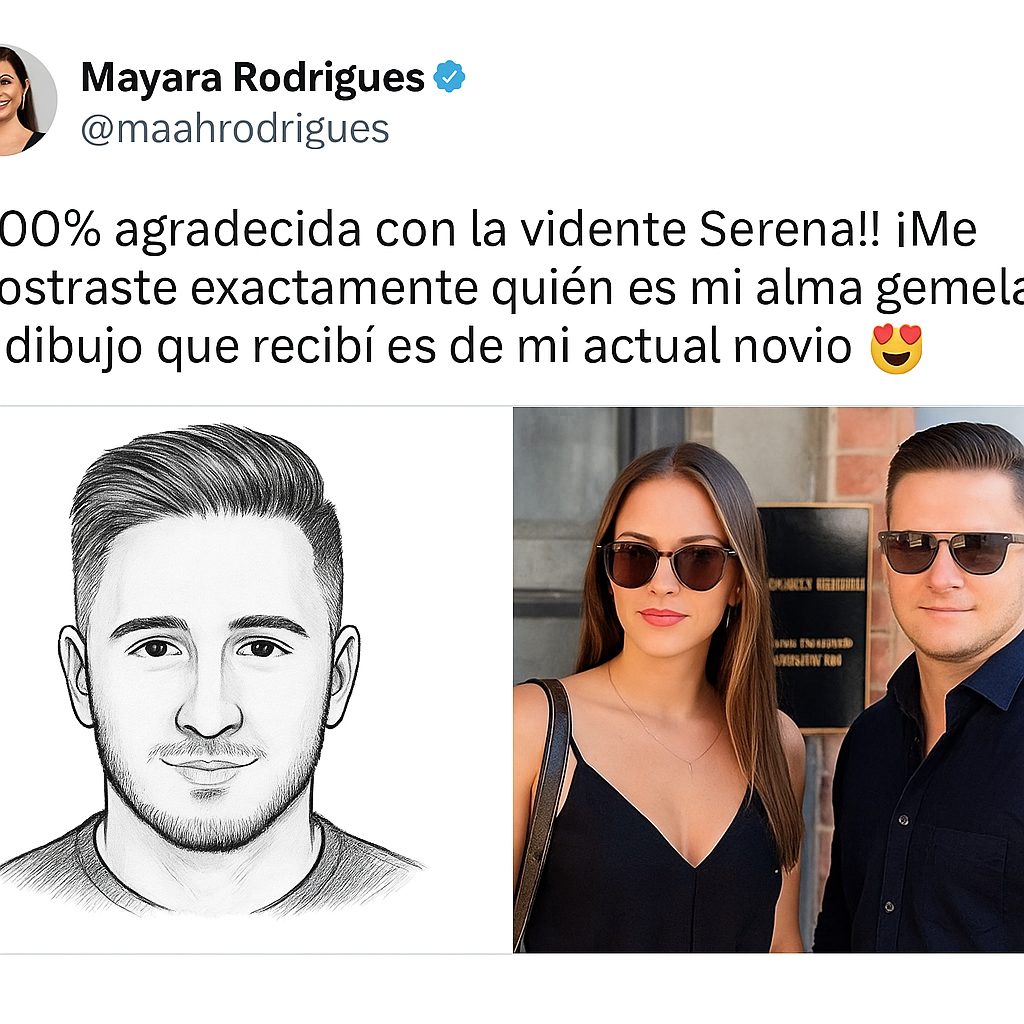 Mayara Rodrigues
@maahrodrigues
00% agradecida con la vidente Serena!! ¡Me
ostraste exactamente quién es mi alma gemela
dibujo que recibí es de mi actual novio 😍